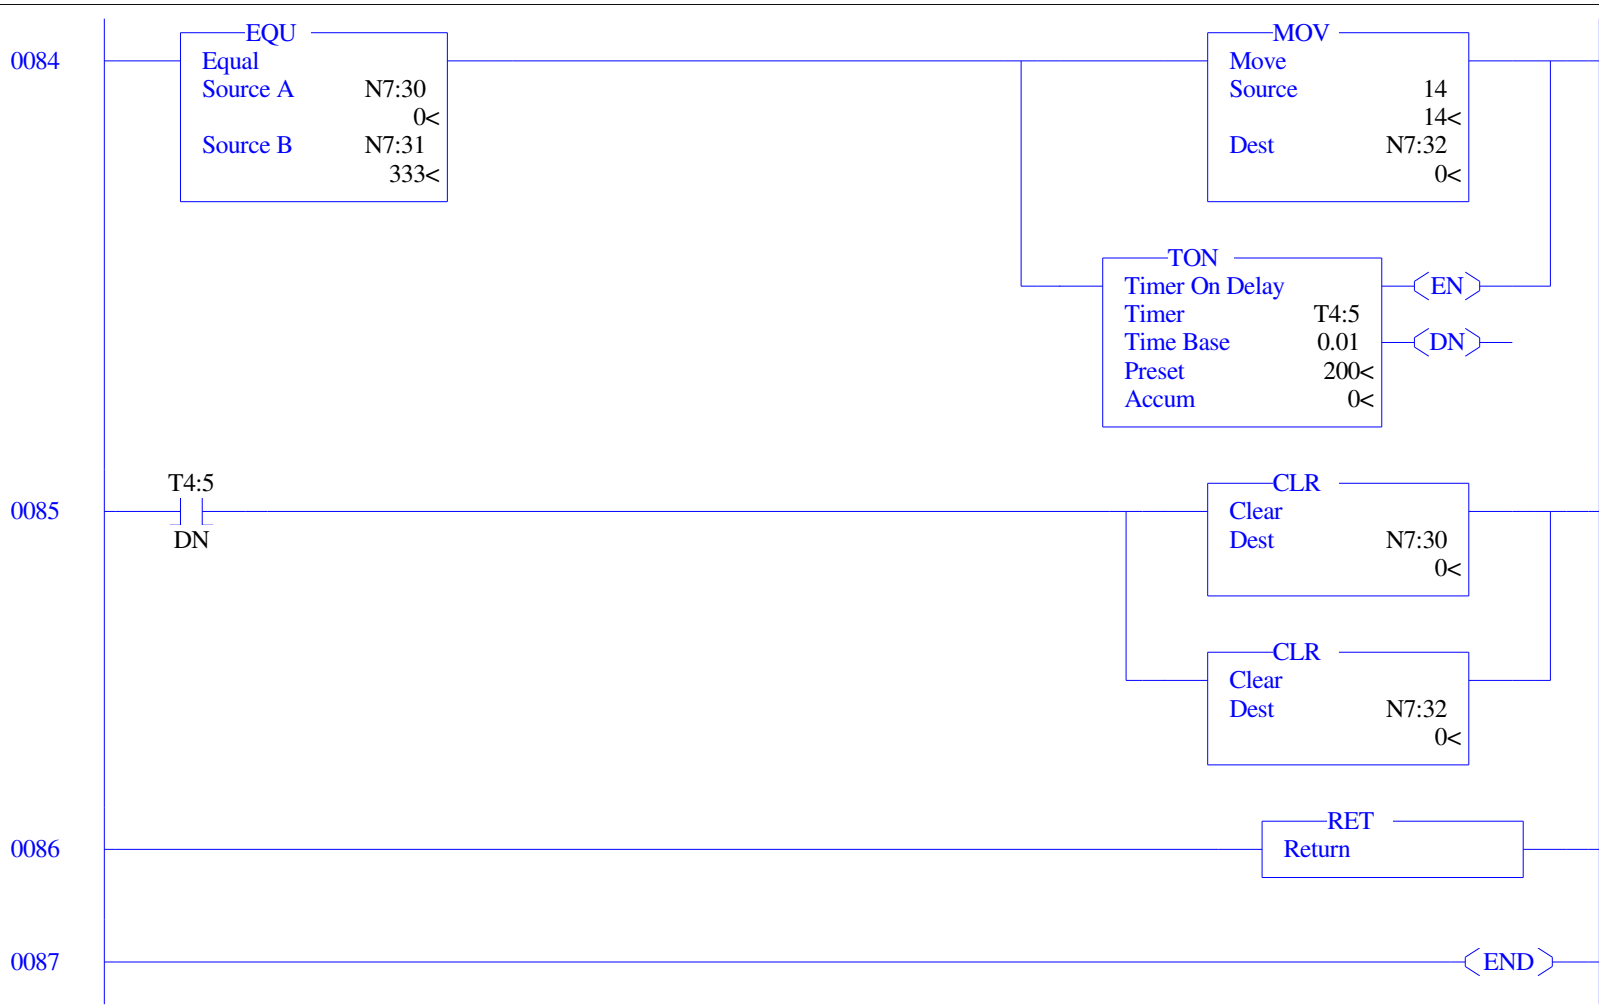 EQU
MOV
0084
Equal
Move
Source A N7:30
Source 14
0<
14<
Source B N7:31
Dest N7:32
333<
0<
TON
Timer On Delay
EN
Timer T4:5
Time Base 0.01
DN
Preset 200<
Accum 0<
T4:5
CLR
0085
Clear
DN
Dest N7:30
0<
CLR
Clear
Dest N7:32
0<
RET
0086
Return
0087
END